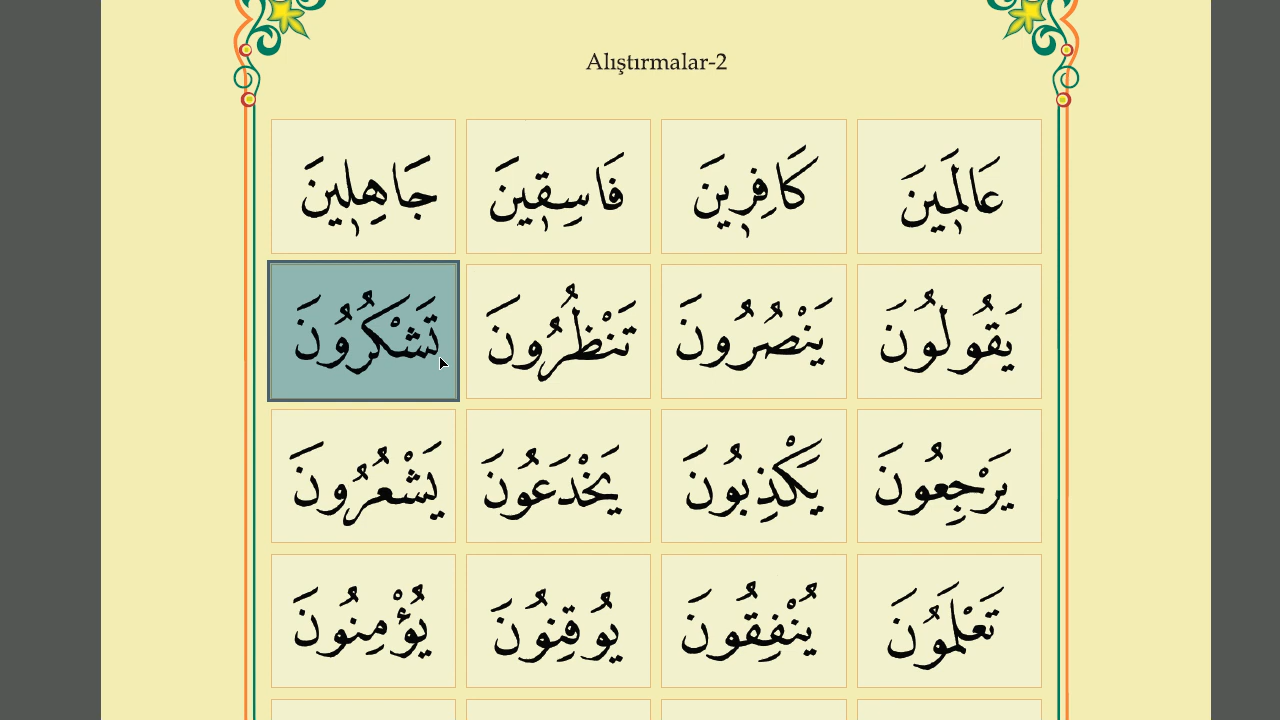 Alıştırmalar-2
عَالَمِينَ كَافِرِينَ فَاسِقِينَ جَاهِلِينَ
يَقُولُونَ يَنْصُرُونَ تَنْظُرُونَ تَشْكُرُونَ
يَرْجِعُونَ يَكْذِبُونَ يَخْدَعُونَ يَشْعُرُونَ
تَعْلَمُونَ يُنْفِقُونَ يُوقِنُونَ يُؤْمِنُونَ